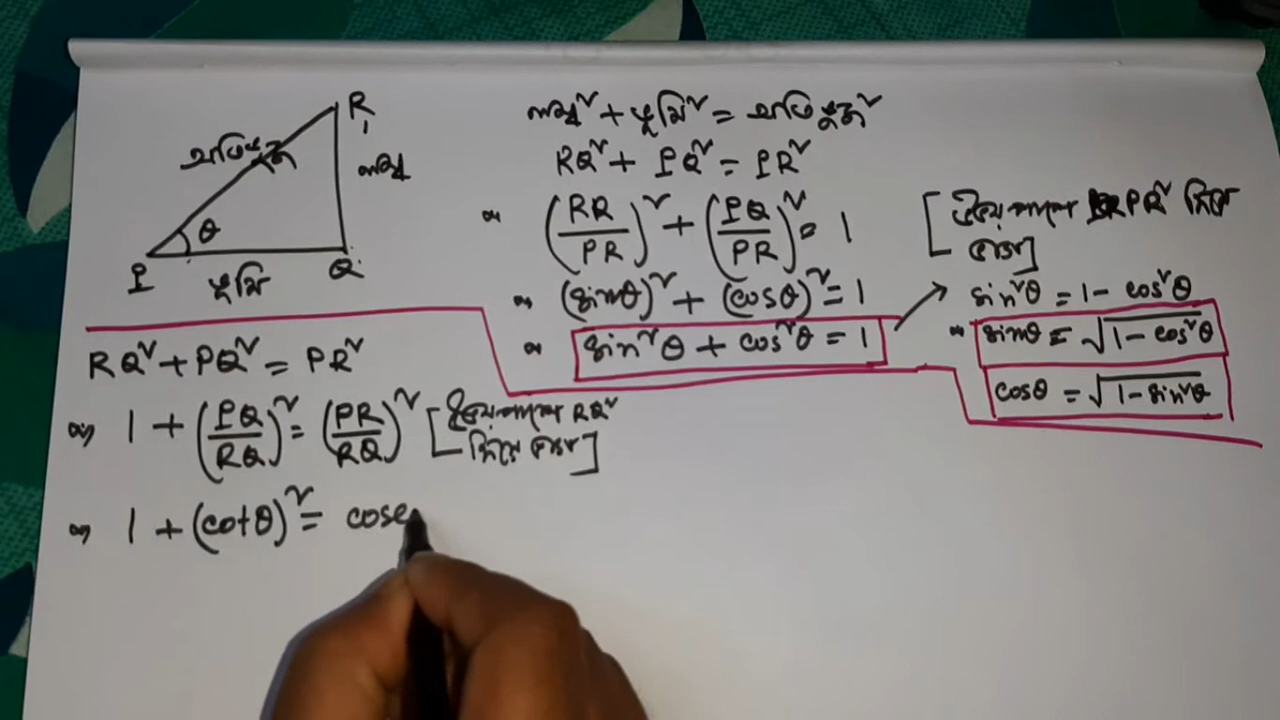 R
অতিভুজ
লম্ব
θ
P
ভূমি
Q
লম্ব² + ভূমি² = অতিভুজ²
RQ² + PQ² = PR²
⇒ (RQ/PR)² + (PQ/PR)² = 1 [উভয়পক্ষে PR² দিয়ে ভাগ]
⇒ (sinθ)² + (cosθ)² = 1
⇒ sin²θ + cos²θ = 1
sin²θ = 1 - cos²θ
⇒ sinθ = √1 - cos²θ
cosθ = √1 - sin²θ
RQ² + PQ² = PR²
⇒ 1 + (PQ/RQ)² = (PR/RQ)² [উভয়পক্ষে RQ² দিয়ে ভাগ]
⇒ 1 + (cotθ)² = cose